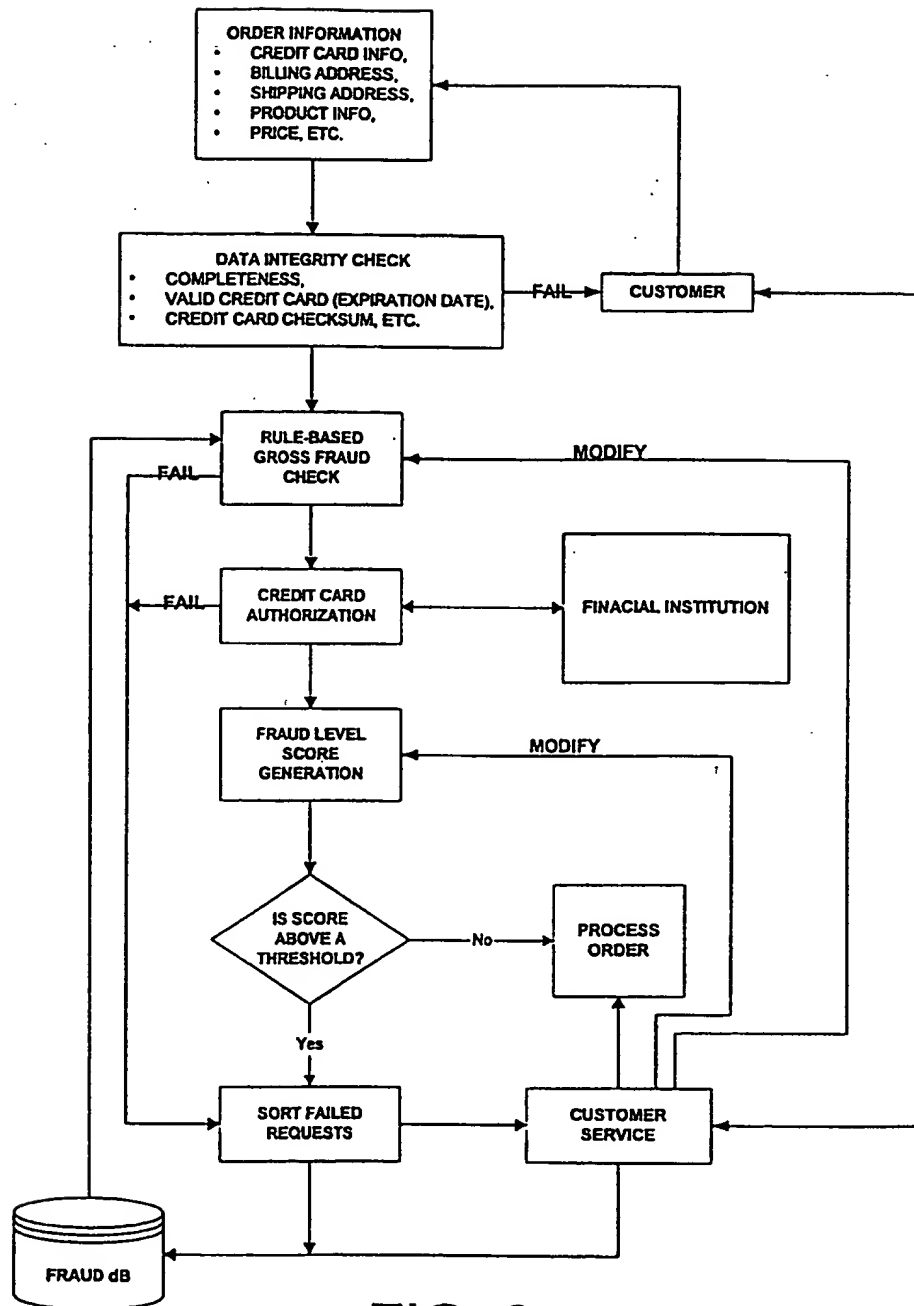 ORDER INFORMATION
• CREDIT CARD INFO,
• BILLING ADDRESS,
• SHIPPING ADDRESS,
• PRODUCT INFO,
• PRICE, ETC.
DATA INTEGRITY CHECK
• COMPLETENESS,
• VALID CREDIT CARD (EXPIRATION DATE),
• CREDIT CARD CHECKSUM, ETC.
FAIL
CUSTOMER
RULE-BASED
GROSS FRAUD
CHECK
FAIL
MODIFY
CREDIT CARD
AUTHORIZATION
FAIL
FINACIAL INSTITUTION
FRAUD LEVEL
SCORE
GENERATION
MODIFY
IS SCORE
ABOVE A
THRESHOLD?
No
PROCESS
ORDER
Yes
SORT FAILED
REQUESTS
CUSTOMER
SERVICE
FRAUD dB